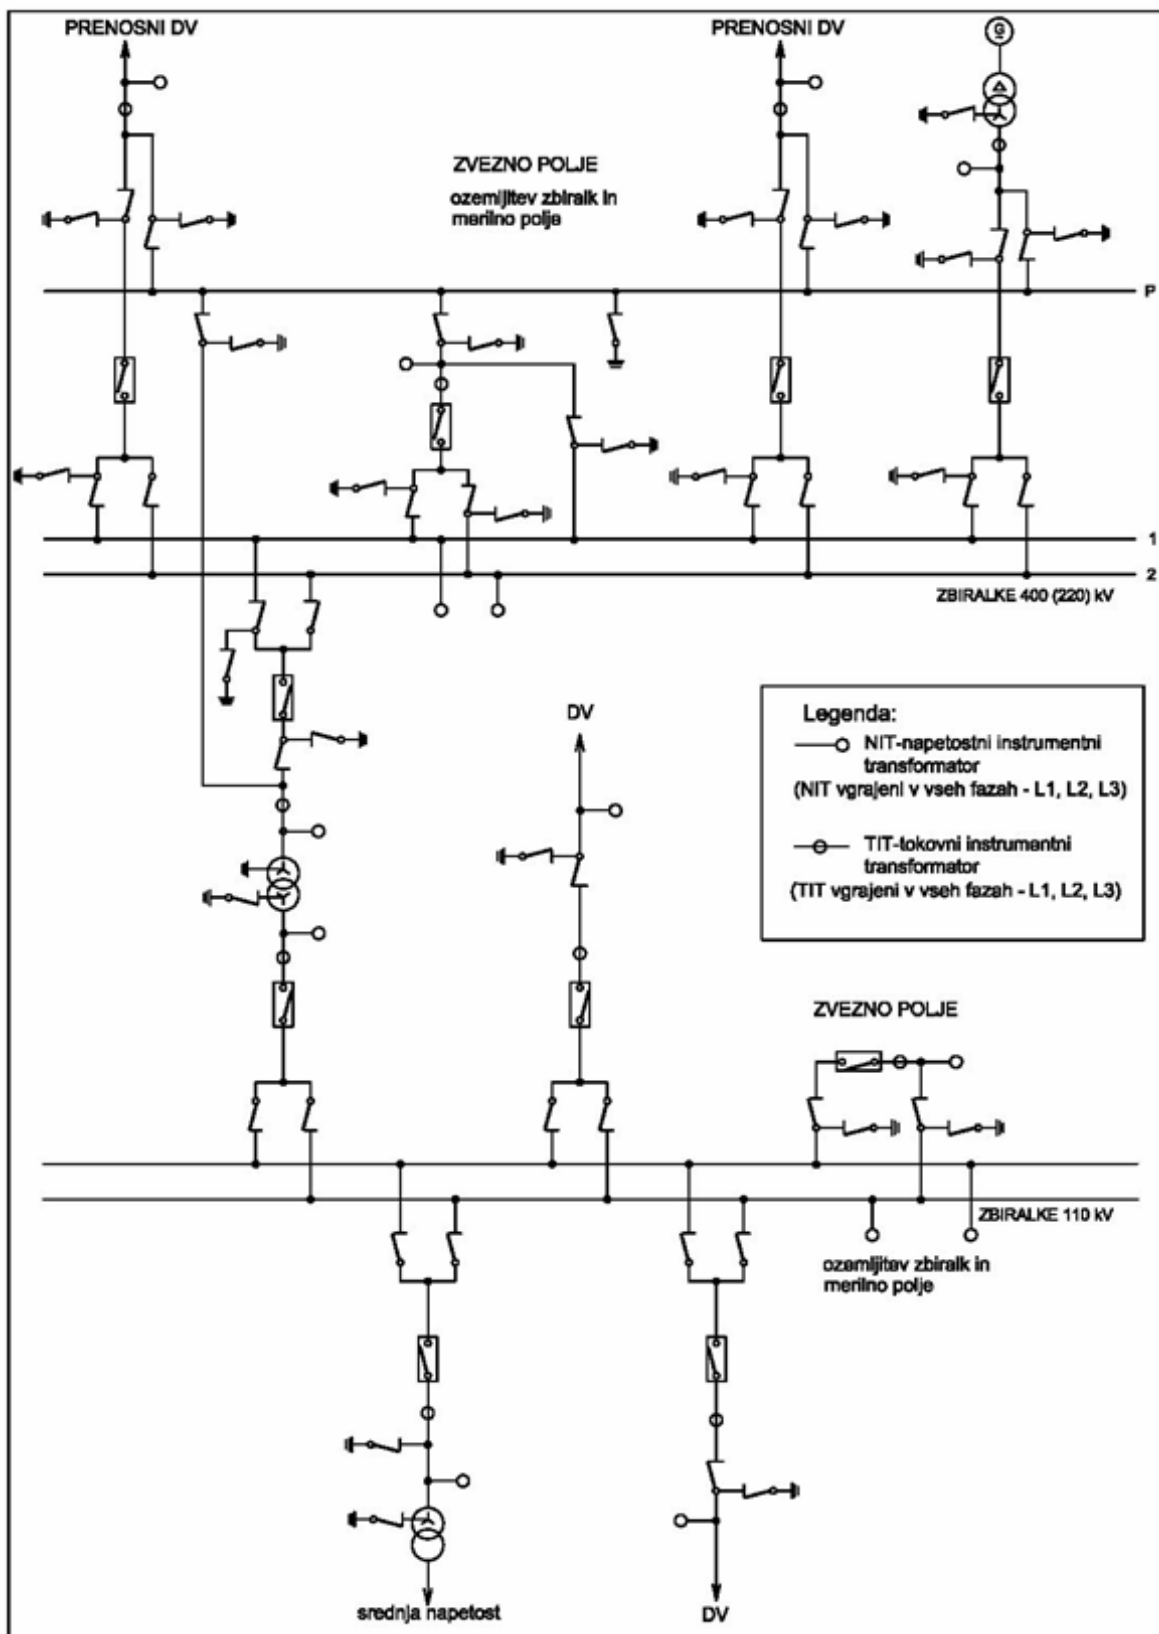 PRENOSNI DV
PRENOSNI DV
G
ZVEZNO POLJE
ozemljitev zbiralk in
merilno polje
P
1
2
ZBIRALKE 400 (220) kV
DV
Legenda:
NIT-napetostni instrumentni
transformator
(NIT vgrajeni v vseh fazah - L1, L2, L3)
TIT-tokovni instrumentni
transformator
(TIT vgrajeni v vseh fazah - L1, L2, L3)
ZVEZNO POLJE
ZBIRALKE 110 kV
ozemljitev zbiralk in
merilno polje
srednja napetost
DV